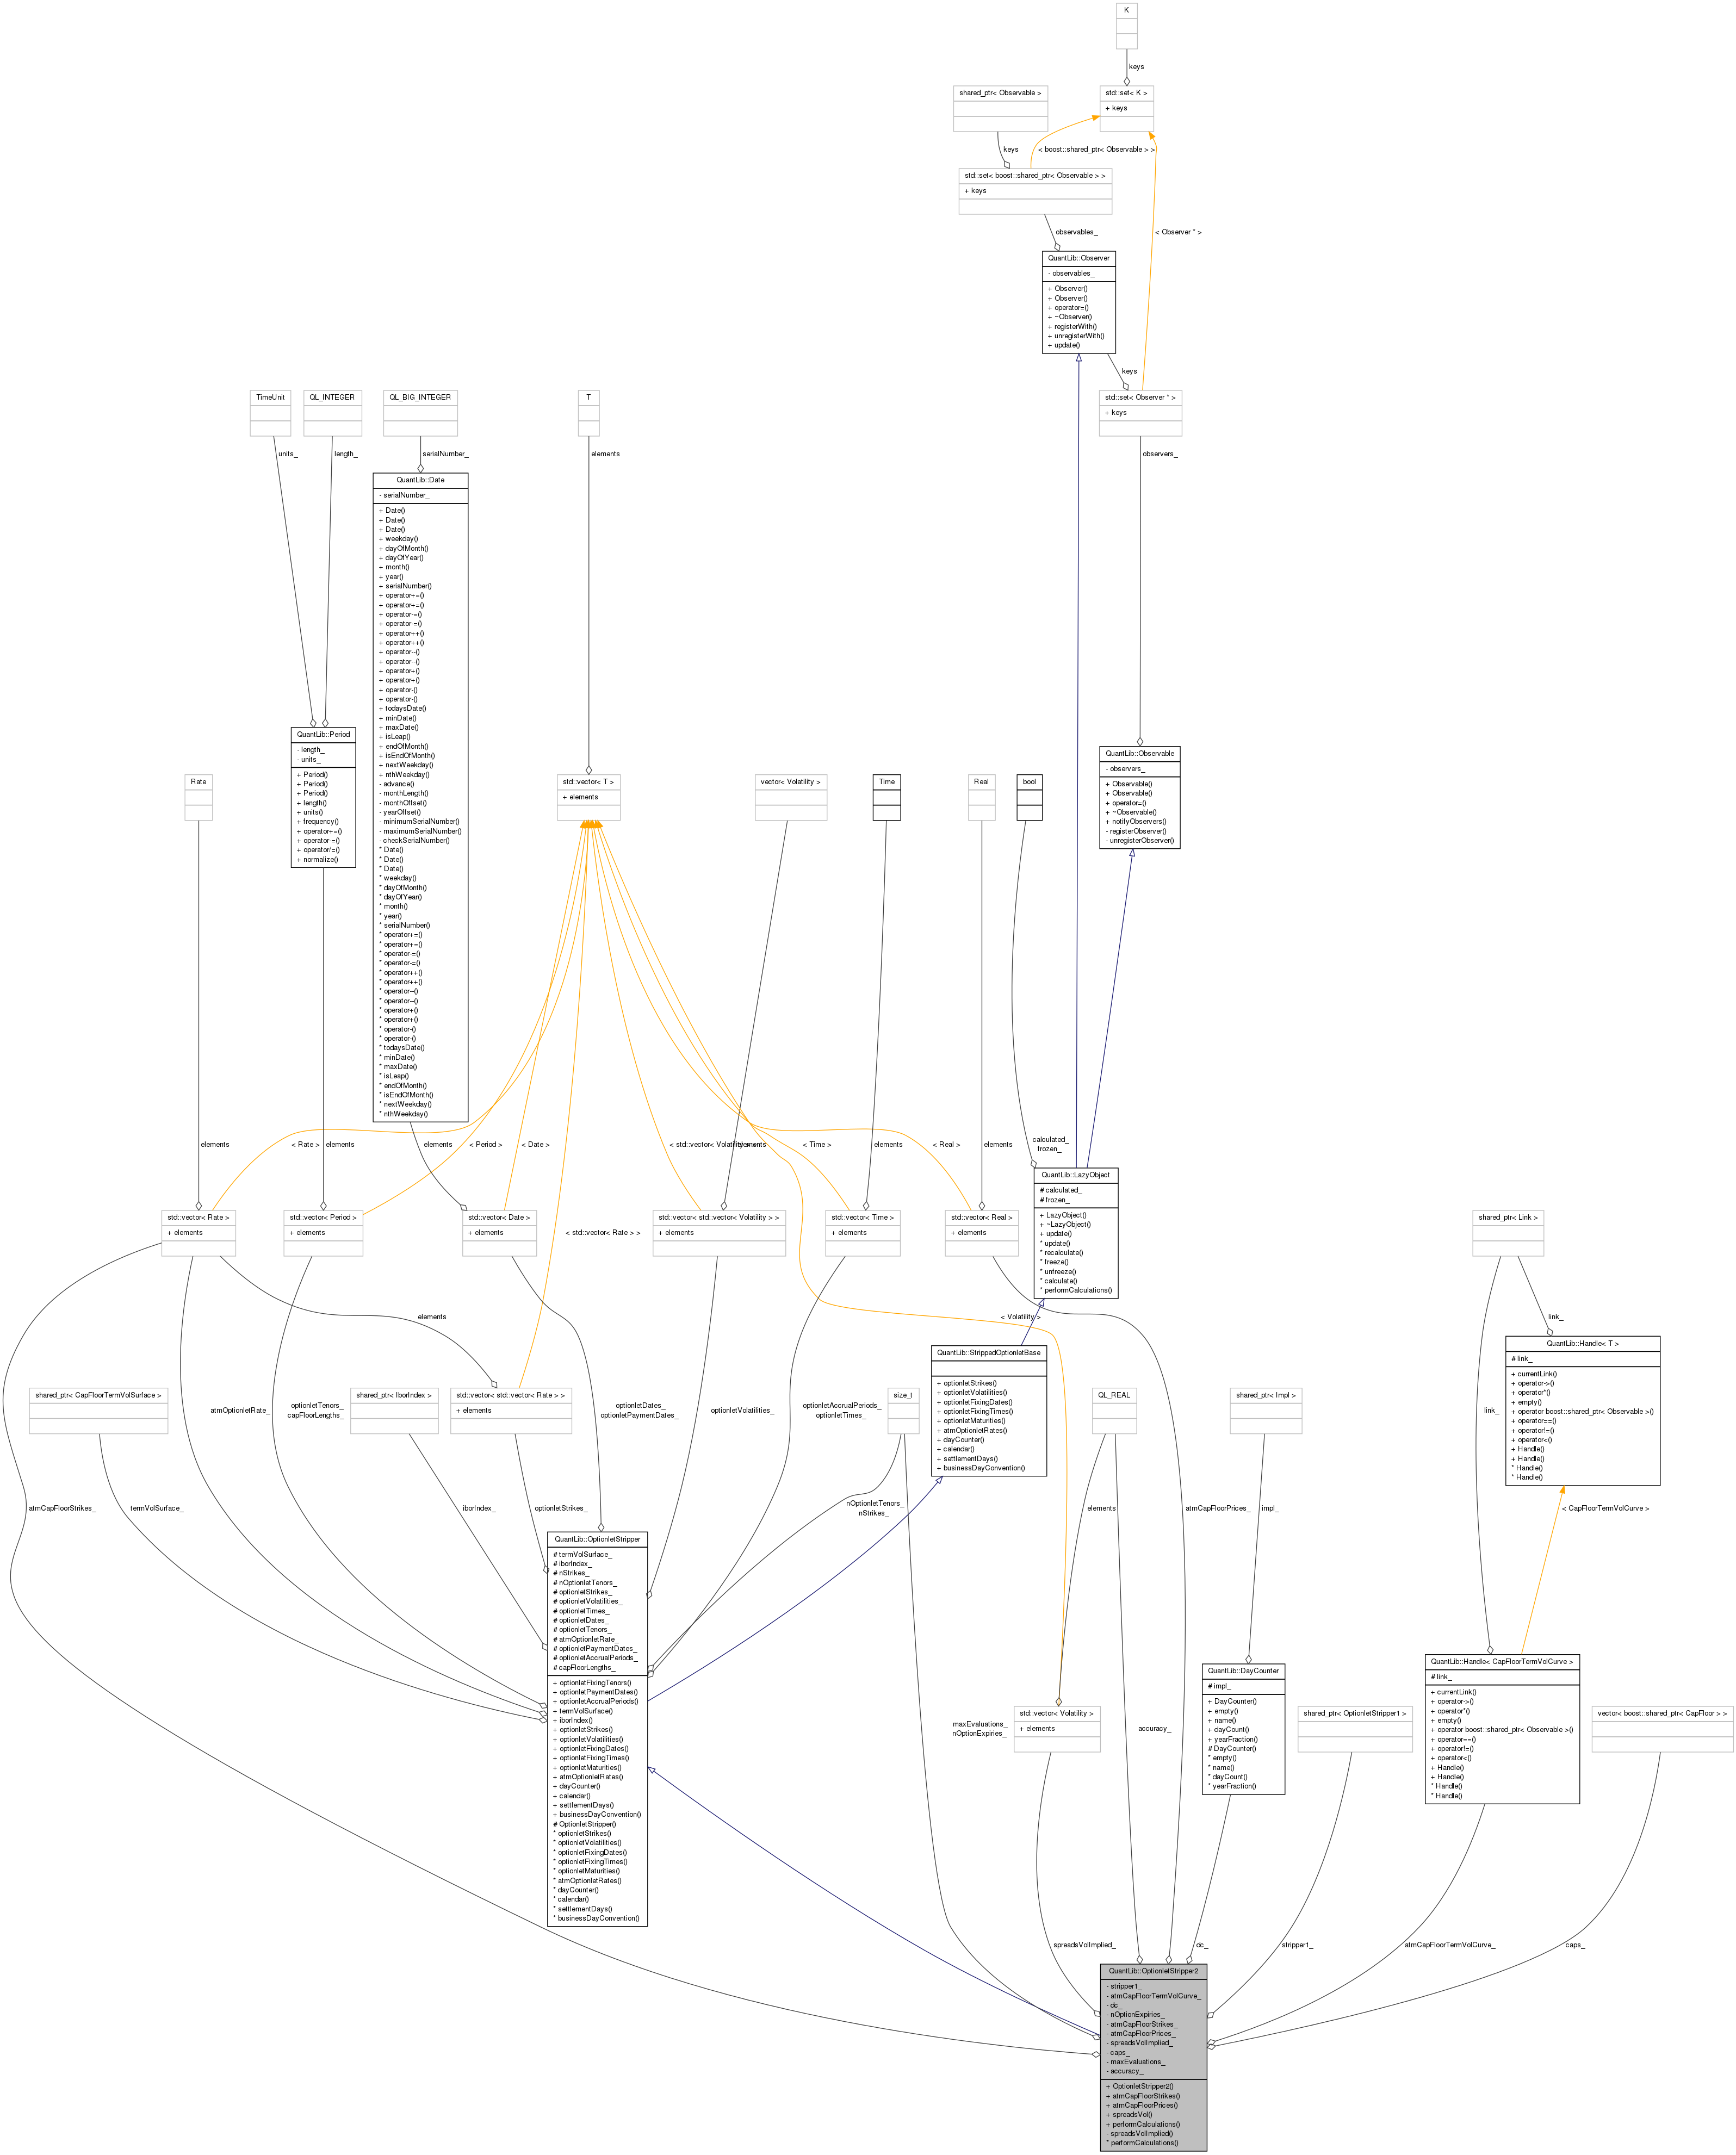 K
keys
shared_ptr< Observable >
std::set< K >
+ keys
keys
< boost::shared_ptr< Observable > >
std::set< boost::shared_ptr< Observable > >
+ keys
observables_
< Observer * >
QuantLib::Observer
- observables_
+ Observer()
+ Observer()
+ operator=()
+ ~Observer()
+ registerWith()
+ unregisterWith()
+ update()
keys
TimeUnit
QL_INTEGER
QL_BIG_INTEGER
T
std::set< Observer * >
+ keys
units_
length_
serialNumber_
elements
observers_
QuantLib::Date
- serialNumber_
+ Date()
+ Date()
+ Date()
+ weekday()
+ dayOfMonth()
+ dayOfYear()
+ month()
+ year()
+ serialNumber()
+ operator+=()
+ operator+=()
+ operator-=()
+ operator-=()
+ operator++()
+ operator++()
+ operator--()
+ operator--()
+ operator+()
+ operator+()
+ operator-()
+ operator-()
+ todaysDate()
+ minDate()
+ maxDate()
+ isLeap()
+ endOfMonth()
+ isEndOfMonth()
+ nextWeekday()
+ nthWeekday()
- advance()
- monthLength()
- monthOffset()
- yearOffset()
- minimumSerialNumber()
- maximumSerialNumber()
- checkSerialNumber()
* Date()
* Date()
* Date()
* weekday()
* dayOfMonth()
* dayOfYear()
* month()
* year()
* serialNumber()
* operator+=()
* operator+=()
* operator-=()
* operator-=()
* operator++()
* operator++()
* operator--()
* operator--()
* operator+()
* operator+()
* operator-()
* operator-()
* todaysDate()
* minDate()
* maxDate()
* isLeap()
* endOfMonth()
* isEndOfMonth()
* nextWeekday()
* nthWeekday()
QuantLib::Period
- length_
- units_
+ Period()
+ Period()
+ Period()
+ length()
+ units()
+ frequency()
+ operator+=()
+ operator-=()
+ operator/=()
+ normalize()
QuantLib::Observable
- observers_
+ Observable()
+ Observable()
+ operator=()
+ ~Observable()
+ notifyObservers()
- registerObserver()
- unregisterObserver()
Rate
std::vector< T >
+ elements
vector< Volatility >
Time
Real
bool
elements
< Rate >
elements
< Period >
elements
< Date >
< std::vector< Volatility > >
elements
< Time >
elements
< Real >
elements
calculated_
frozen_
QuantLib::LazyObject
# calculated_
# frozen_
+ LazyObject()
+ ~LazyObject()
+ update()
* update()
* recalculate()
* freeze()
* unfreeze()
* calculate()
* performCalculations()
std::vector< Rate >
+ elements
std::vector< Period >
+ elements
std::vector< Date >
+ elements
< std::vector< Rate > >
std::vector< std::vector< Volatility > >
+ elements
std::vector< Time >
+ elements
std::vector< Real >
+ elements
shared_ptr< Link >
elements
< Volatility >
link_
QuantLib::Handle< T >
# link_
+ currentLink()
+ operator->()
+ operator*()
+ empty()
+ operator boost::shared_ptr< Observable >()
+ operator==()
+ operator!=()
+ operator<()
+ Handle()
+ Handle()
* Handle()
* Handle()
QuantLib::StrippedOptionletBase
+ optionletStrikes()
+ optionletVolatilities()
+ optionletFixingDates()
+ optionletFixingTimes()
+ optionletMaturities()
+ atmOptionletRates()
+ dayCounter()
+ calendar()
+ settlementDays()
+ businessDayConvention()
shared_ptr< CapFloorTermVolSurface >
atmOptionletRate_
optionletTenors_
capFloorLengths_
shared_ptr< IborIndex >
std::vector< std::vector< Rate > >
+ elements
optionletDates_
optionletPaymentDates_
optionletVolatilities_
optionletAccrualPeriods_
optionletTimes_
size_t
QL_REAL
shared_ptr< Impl >
link_
atmCapFloorStrikes_
termVolSurface_
iborIndex_
optionletStrikes_
nOptionletTenors_
nStrikes_
elements
atmCapFloorPrices_
impl_
< CapFloorTermVolCurve >
QuantLib::OptionletStripper
# termVolSurface_
# iborIndex_
# nStrikes_
# nOptionletTenors_
# optionletStrikes_
# optionletVolatilities_
# optionletTimes_
# optionletDates_
# optionletTenors_
# atmOptionletRate_
# optionletPaymentDates_
# optionletAccrualPeriods_
# capFloorLengths_
+ optionletFixingTenors()
+ optionletPaymentDates()
+ optionletAccrualPeriods()
+ termVolSurface()
+ iborIndex()
+ optionletStrikes()
+ optionletVolatilities()
+ optionletFixingDates()
+ optionletFixingTimes()
+ optionletMaturities()
+ atmOptionletRates()
+ dayCounter()
+ calendar()
+ settlementDays()
+ businessDayConvention()
# OptionletStripper()
* optionletStrikes()
* optionletVolatilities()
* optionletFixingDates()
* optionletFixingTimes()
* optionletMaturities()
* atmOptionletRates()
* dayCounter()
* calendar()
* settlementDays()
* businessDayConvention()
maxEvaluations_
nOptionExpiries_
std::vector< Volatility >
+ elements
accuracy_
QuantLib::DayCounter
# impl_
+ DayCounter()
+ empty()
+ name()
+ dayCount()
+ yearFraction()
# DayCounter()
* empty()
* name()
* dayCount()
* yearFraction()
shared_ptr< OptionletStripper1 >
QuantLib::Handle< CapFloorTermVolCurve >
# link_
+ currentLink()
+ operator->()
+ operator*()
+ empty()
+ operator boost::shared_ptr< Observable >()
+ operator==()
+ operator!=()
+ operator<()
+ Handle()
+ Handle()
* Handle()
* Handle()
vector< boost::shared_ptr< CapFloor > >
spreadsVolImplied_
dc_
stripper1_
atmCapFloorTermVolCurve_
caps_
QuantLib::OptionletStripper2
- stripper1_
- atmCapFloorTermVolCurve_
- dc_
- nOptionExpiries_
- atmCapFloorStrikes_
- atmCapFloorPrices_
- spreadsVolImplied_
- caps_
- maxEvaluations_
- accuracy_
+ OptionletStripper2()
+ atmCapFloorStrikes()
+ atmCapFloorPrices()
+ spreadsVol()
+ performCalculations()
- spreadsVolImplied()
* performCalculations()